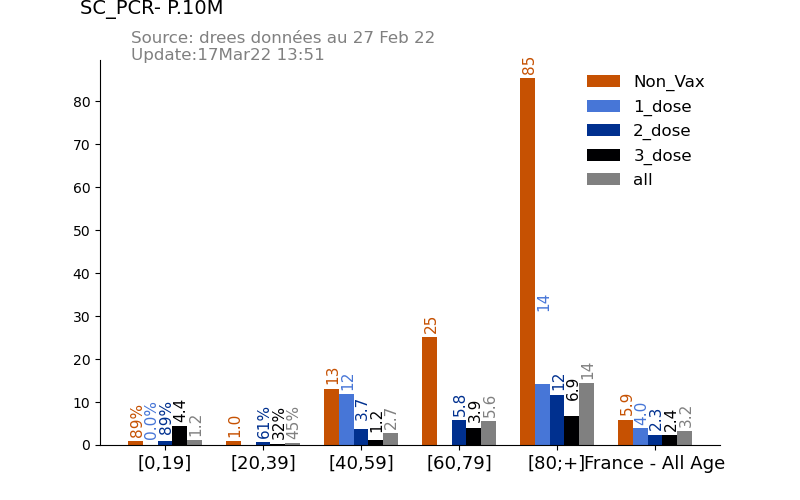 SC_PCR- P.10M
Source: drees données au 27 Feb 22
Update:17Mar22 13:51
Non_Vax
1_dose
2_dose
3_dose
all
80
70
60
50
40
30
20
10
0
89% 0.0% 89% 4.4 1.2
1.0 61% 32% 45%
13 12 3.7 1.2 2.7
25 5.8 3.9 5.6
85 14 12 6.9 14
5.9 4.0 2.3 2.4 3.2
[0,19] [20,39] [40,59] [60,79] [80;+] France - All Age